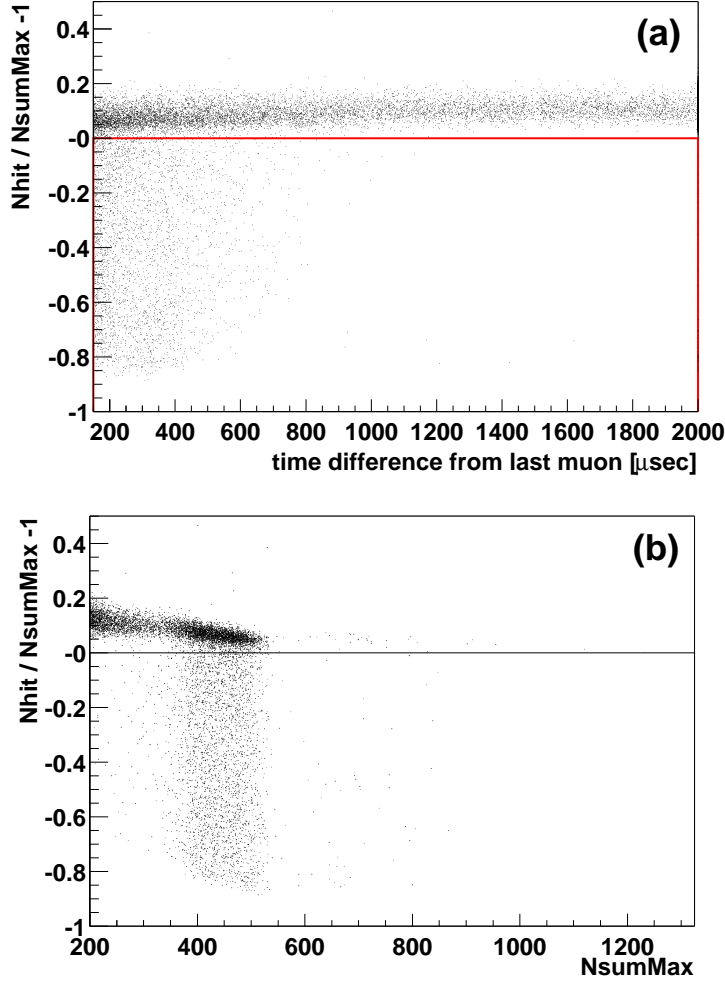 (a)
Nhit / NsumMax -1
0.4
0.2
-0
-0.2
-0.4
-0.6
-0.8
-1
200 400 600 800 1000 1200 1400 1600 1800 2000
time difference from last muon [μsec]
(b)
Nhit / NsumMax -1
0.4
0.2
-0
-0.2
-0.4
-0.6
-0.8
-1
200 400 600 800 1000 1200
NsumMax